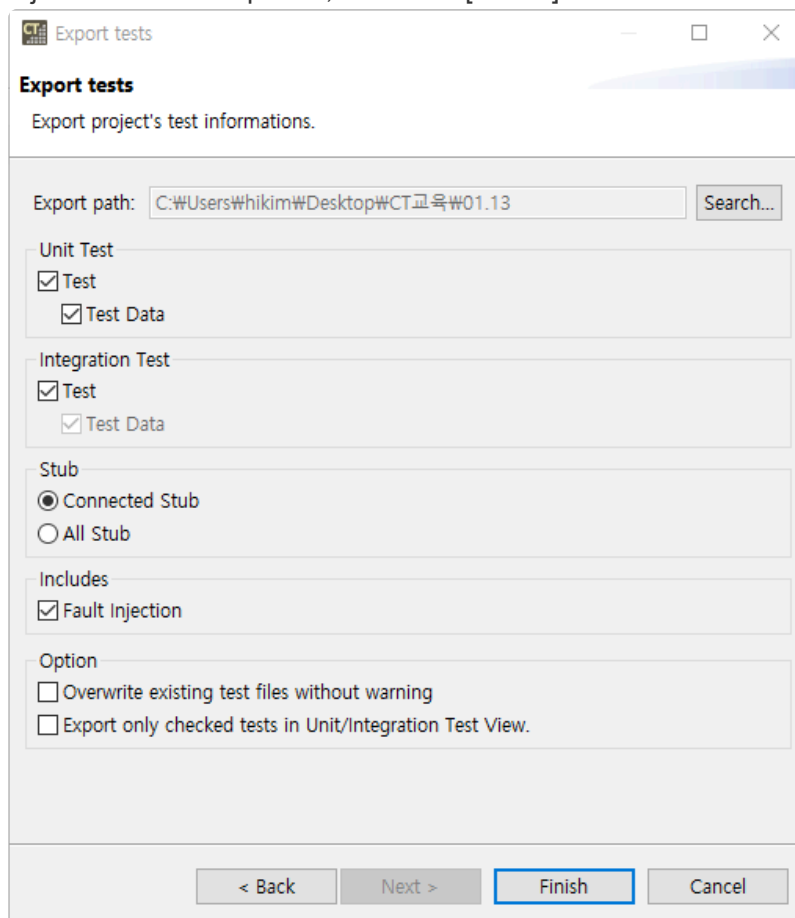 CT
Export tests
Export tests
Export project's test informations.
Export path: C:₩Users₩hikim₩Desktop₩CT교육₩01.13 Search...
Unit Test
Test
Test Data
Integration Test
Test
Test Data
Stub
Connected Stub
All Stub
Includes
Fault Injection
Option
Overwrite existing test files without warning
Export only checked tests in Unit/Integration Test View.
< Back Next > Finish Cancel